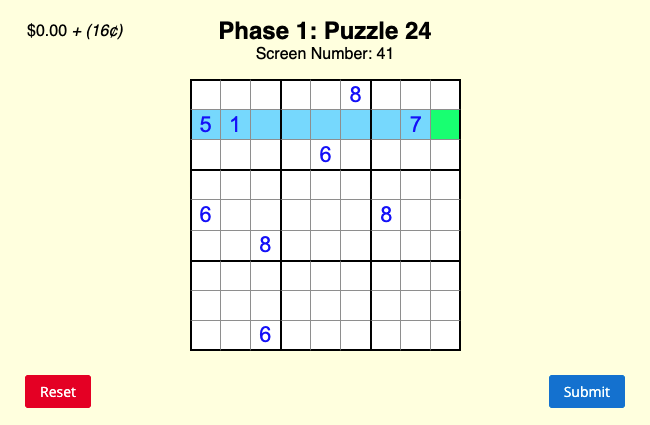 $0.00 + (16¢)
Phase 1: Puzzle 24
Screen Number: 41
8
5 1 7
6
6 8
8
6
Reset
Submit